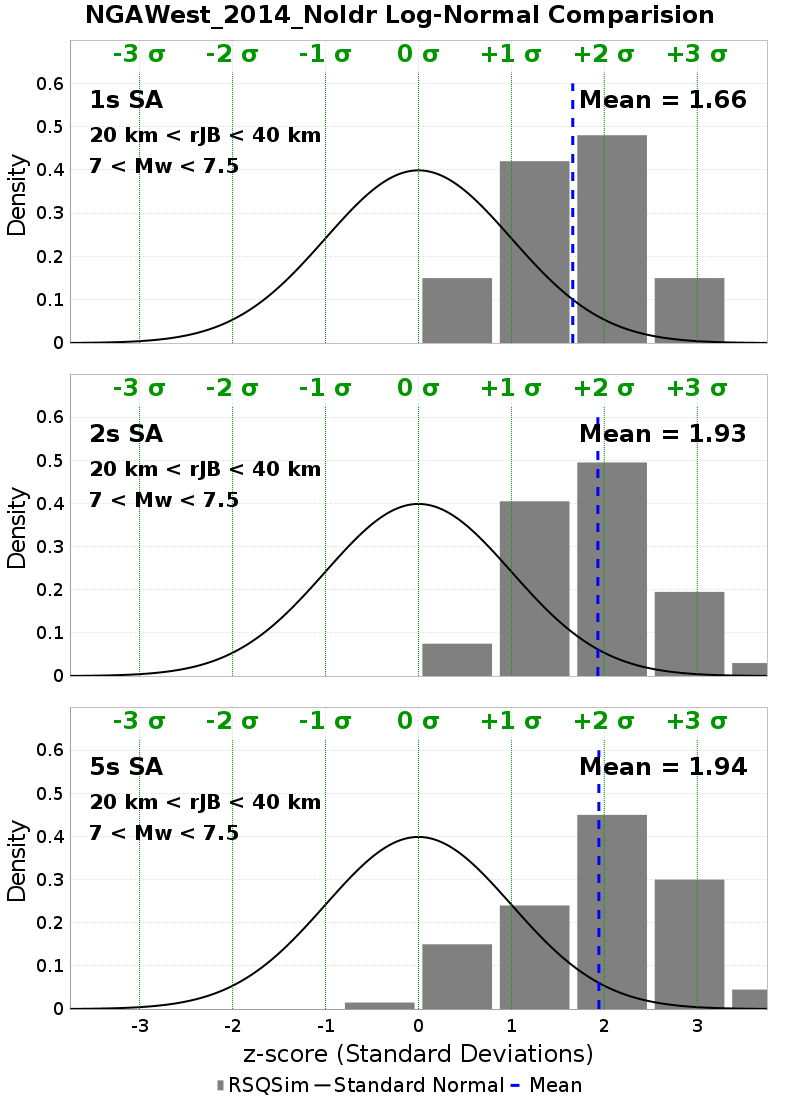 NGAWest_2014_NoIdr Log-Normal Comparision
-3 σ -2 σ -1 σ 0 σ +1 σ +2 σ +3 σ
1s SA
Mean = 1.66
20 km < rJB < 40 km
7 < Mw < 7.5
Density
0.6
0.5
0.4
0.3
0.2
0.1
0
-3 σ -2 σ -1 σ 0 σ +1 σ +2 σ +3 σ
2s SA
Mean = 1.93
20 km < rJB < 40 km
7 < Mw < 7.5
Density
0.6
0.5
0.4
0.3
0.2
0.1
0
-3 σ -2 σ -1 σ 0 σ +1 σ +2 σ +3 σ
5s SA
Mean = 1.94
20 km < rJB < 40 km
7 < Mw < 7.5
Density
0.6
0.5
0.4
0.3
0.2
0.1
0
-3 -2 -1 0 1 2 3
z-score (Standard Deviations)
RSQSim Standard Normal Mean